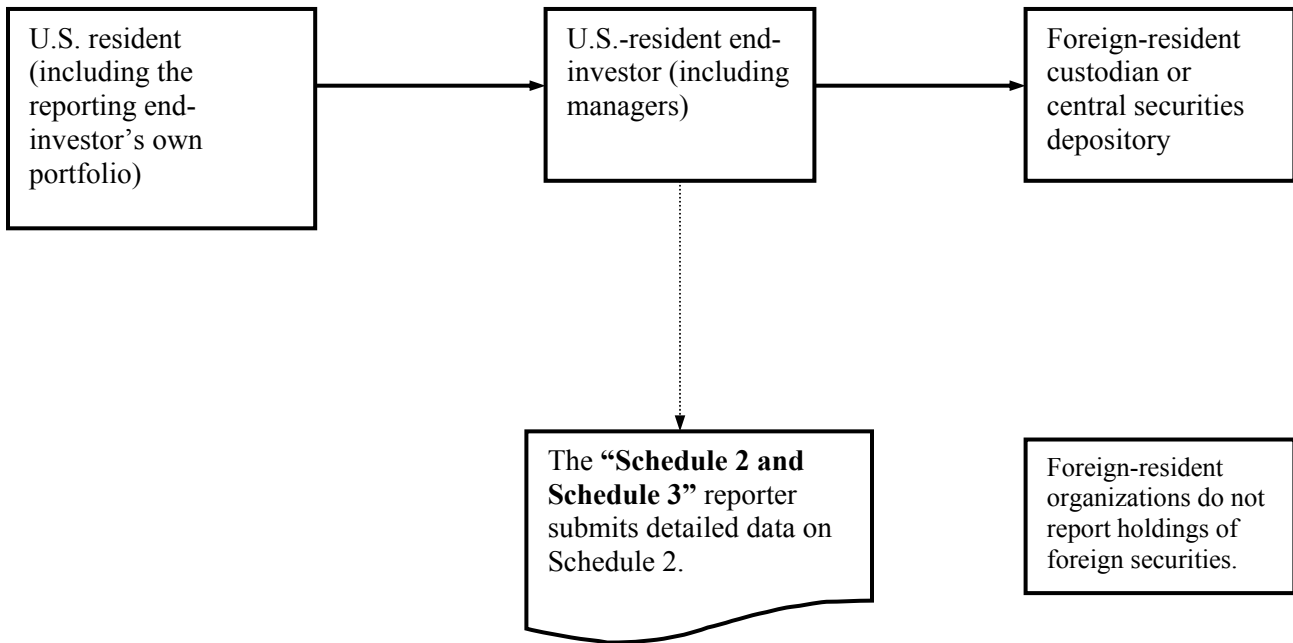 U.S. resident
(including the
reporting end-
investor’s own
portfolio)
U.S.-resident end-
investor (including
managers)
Foreign-resident
custodian or
central securities
depository
The “Schedule 2 and
Schedule 3” reporter
submits detailed data on
Schedule 2.
Foreign-resident
organizations do not
report holdings of
foreign securities.